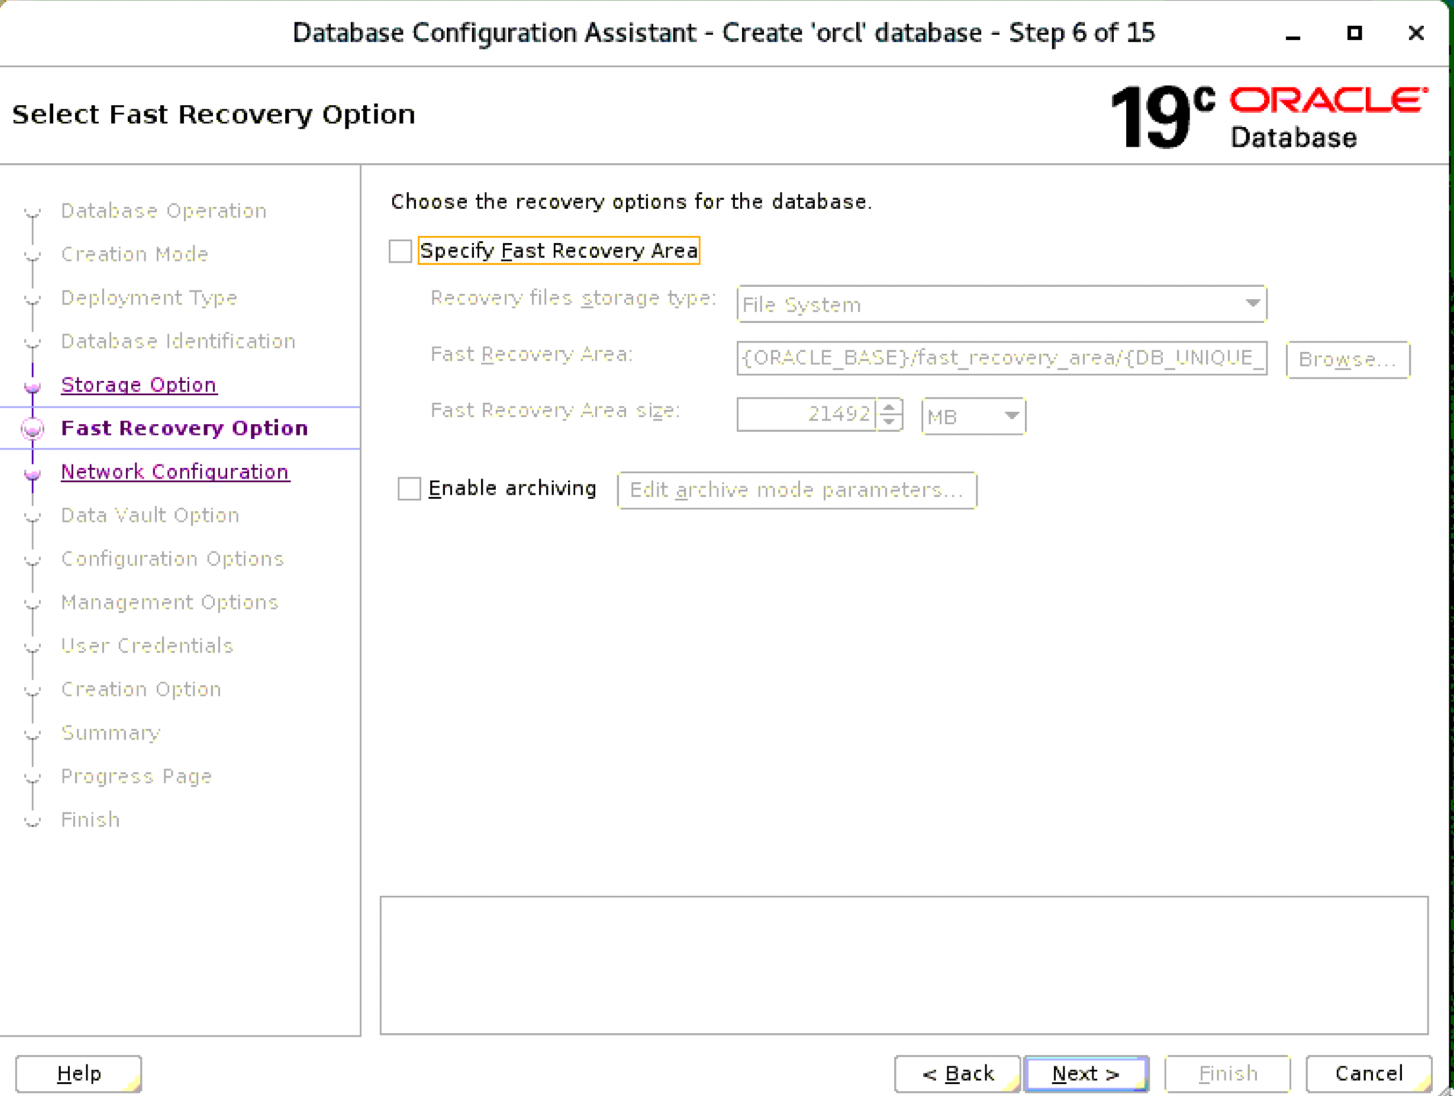 Database Configuration Assistant - Create 'orcl' database - Step 6 of 15
Select Fast Recovery Option
19c ORACLE
Database
Database Operation
Creation Mode
Deployment Type
Database Identification
Storage Option
Fast Recovery Option
Network Configuration
Data Vault Option
Configuration Options
Management Options
User Credentials
Creation Option
Summary
Progress Page
Finish
Choose the recovery options for the database.
Specify Fast Recovery Area
Recovery files storage type: File System
Fast Recovery Area: {ORACLE_BASE}/fast_recovery_area/{DB_UNIQUE_ Browse...
Fast Recovery Area size: 21492 MB
Enable archiving Edit archive mode parameters...
Help < Back Next > Finish Cancel